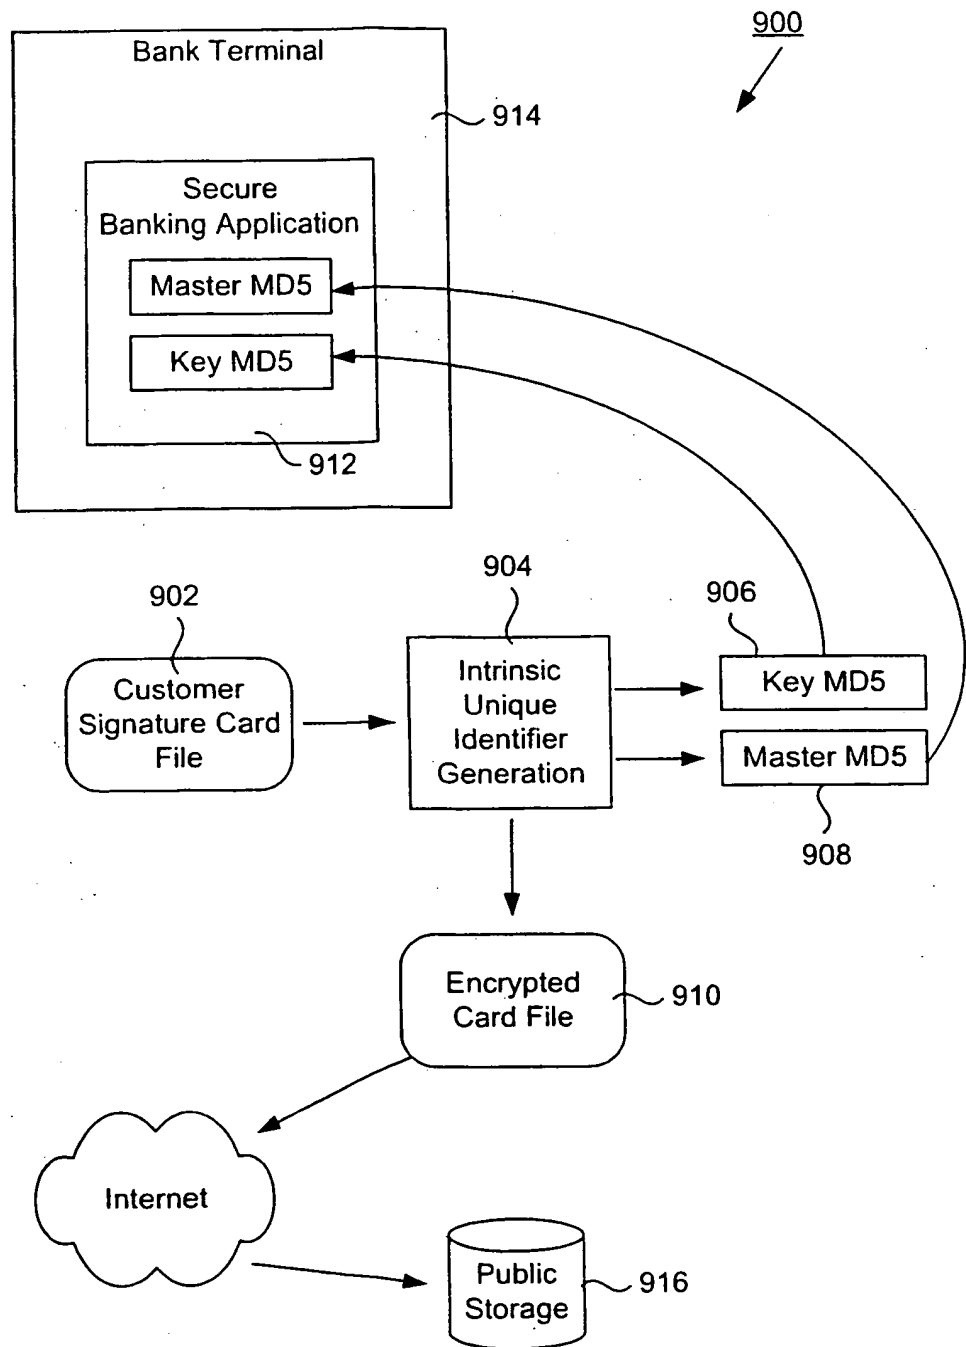 900
Bank Terminal
914
Secure
Banking Application
Master MD5
Key MD5
912
902
904
906
Customer
Signature Card
File
Intrinsic
Unique
Identifier
Generation
Key MD5
Master MD5
908
Encrypted
Card File
910
Internet
Public
Storage
916